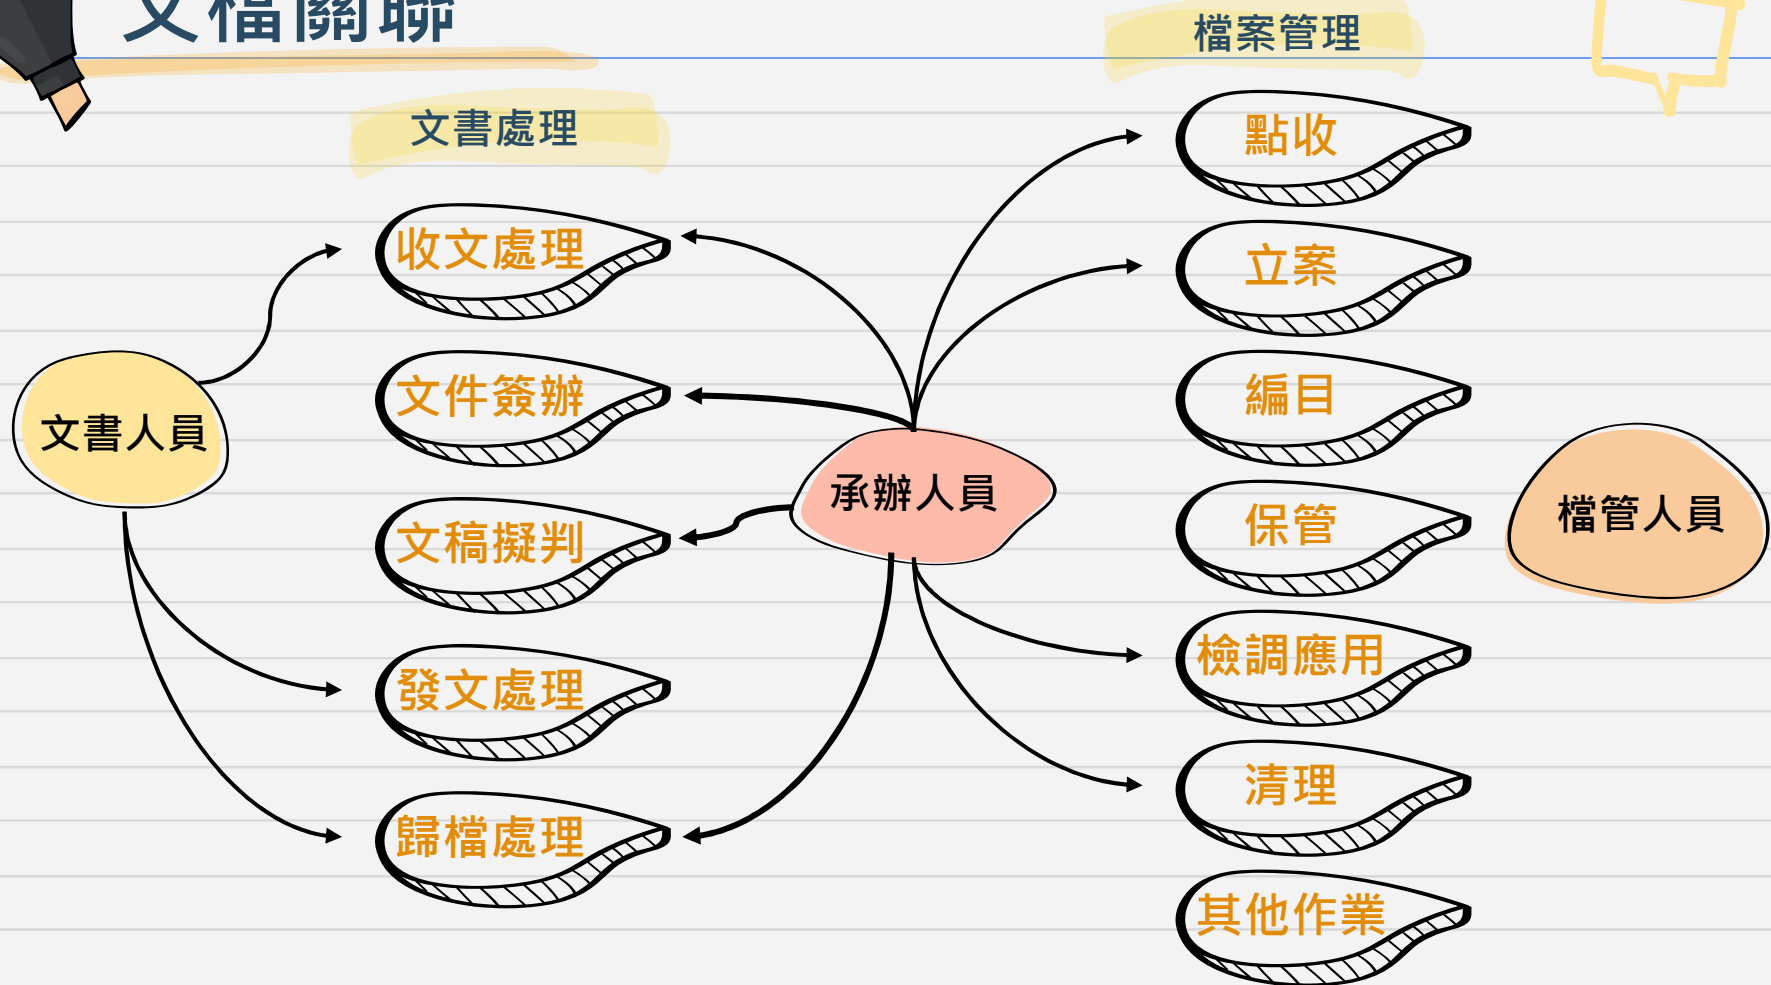 文檔關聯
文書處理
收文處理
文件簽辦
文稿擬判
發文處理
歸檔處理
文書人員
承辦人員
檔案管理
點收
立案
編目
保管
檢調應用
清理
其他作業
檔管人員